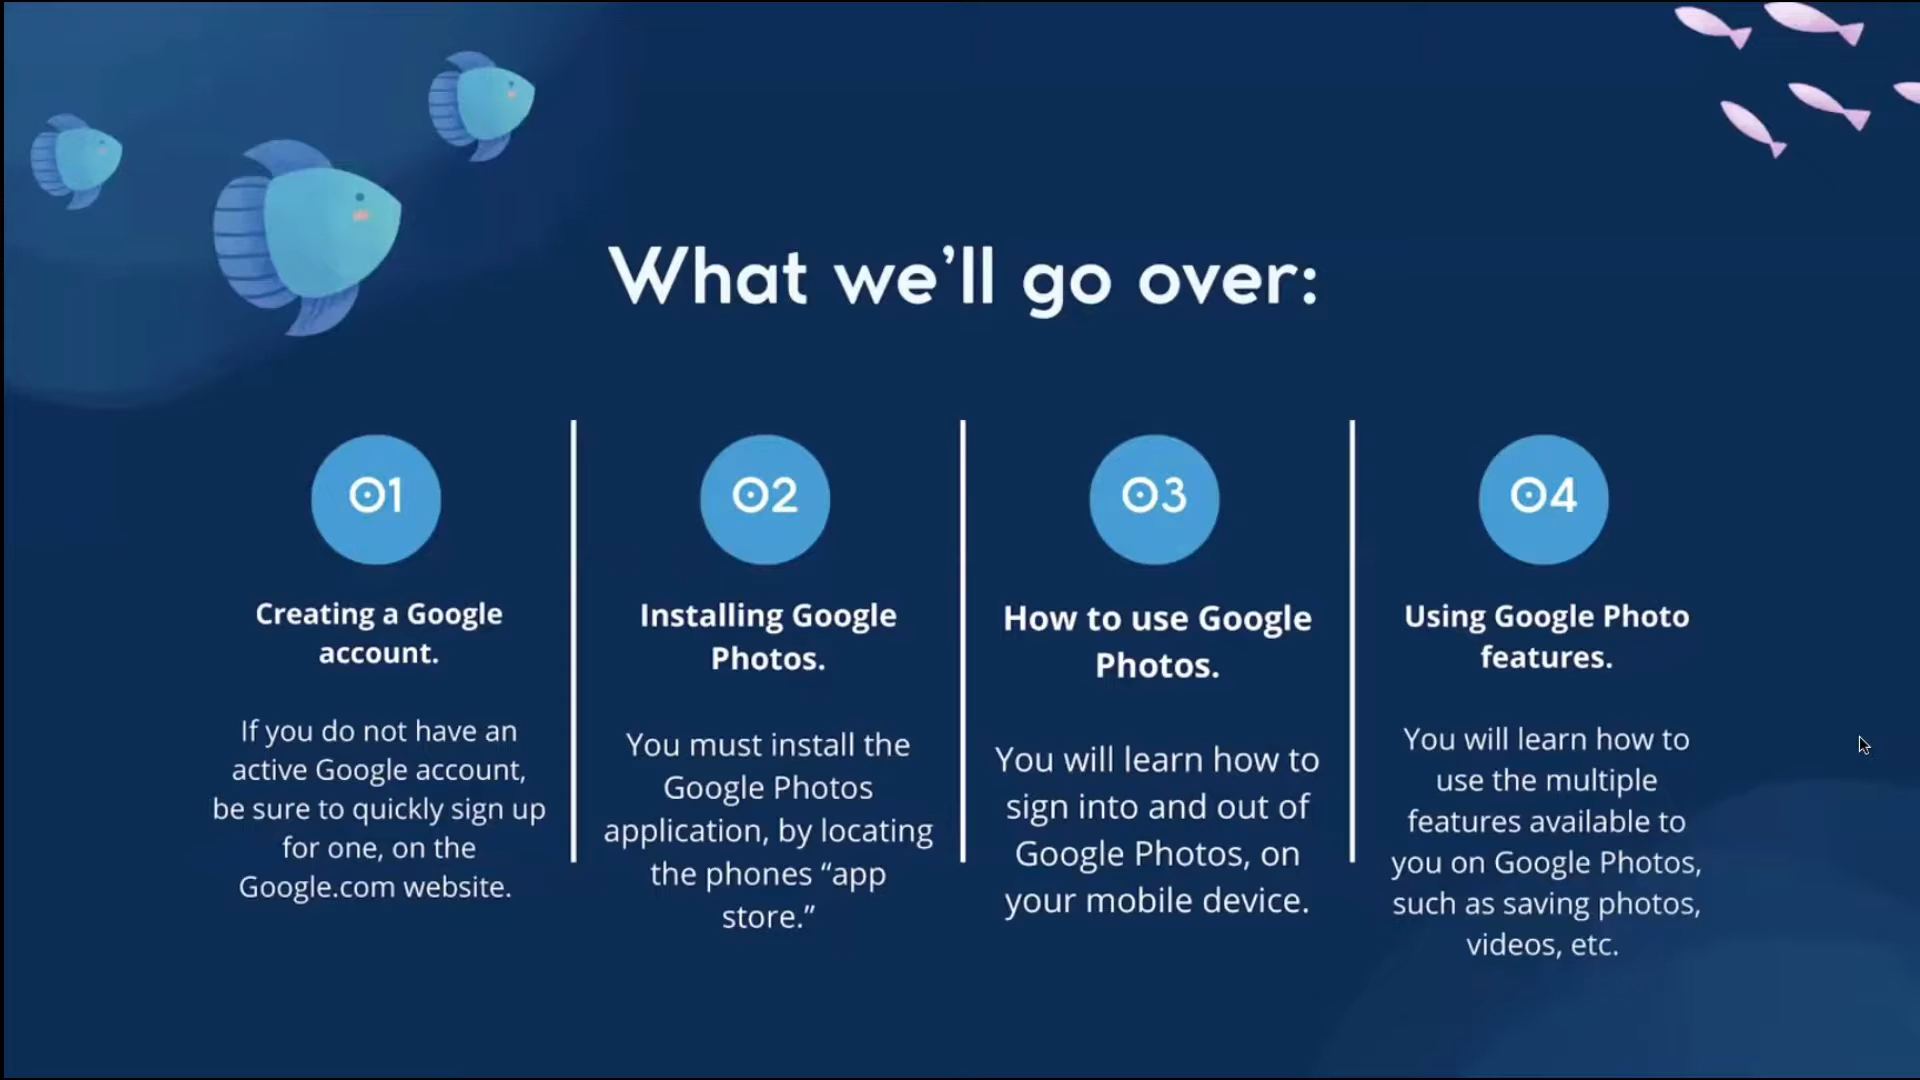 What we’ll go over:
01
Creating a Google
account.
If you do not have an
active Google account,
be sure to quickly sign up
for one, on the
Google.com website.
02
Installing Google
Photos.
You must install the
Google Photos
application, by locating
the phones “app
store.”
03
How to use Google
Photos.
You will learn how to
sign into and out of
Google Photos, on
your mobile device.
04
Using Google Photo
features.
You will learn how to
use the multiple
features available to
you on Google Photos,
such as saving photos,
videos, etc.